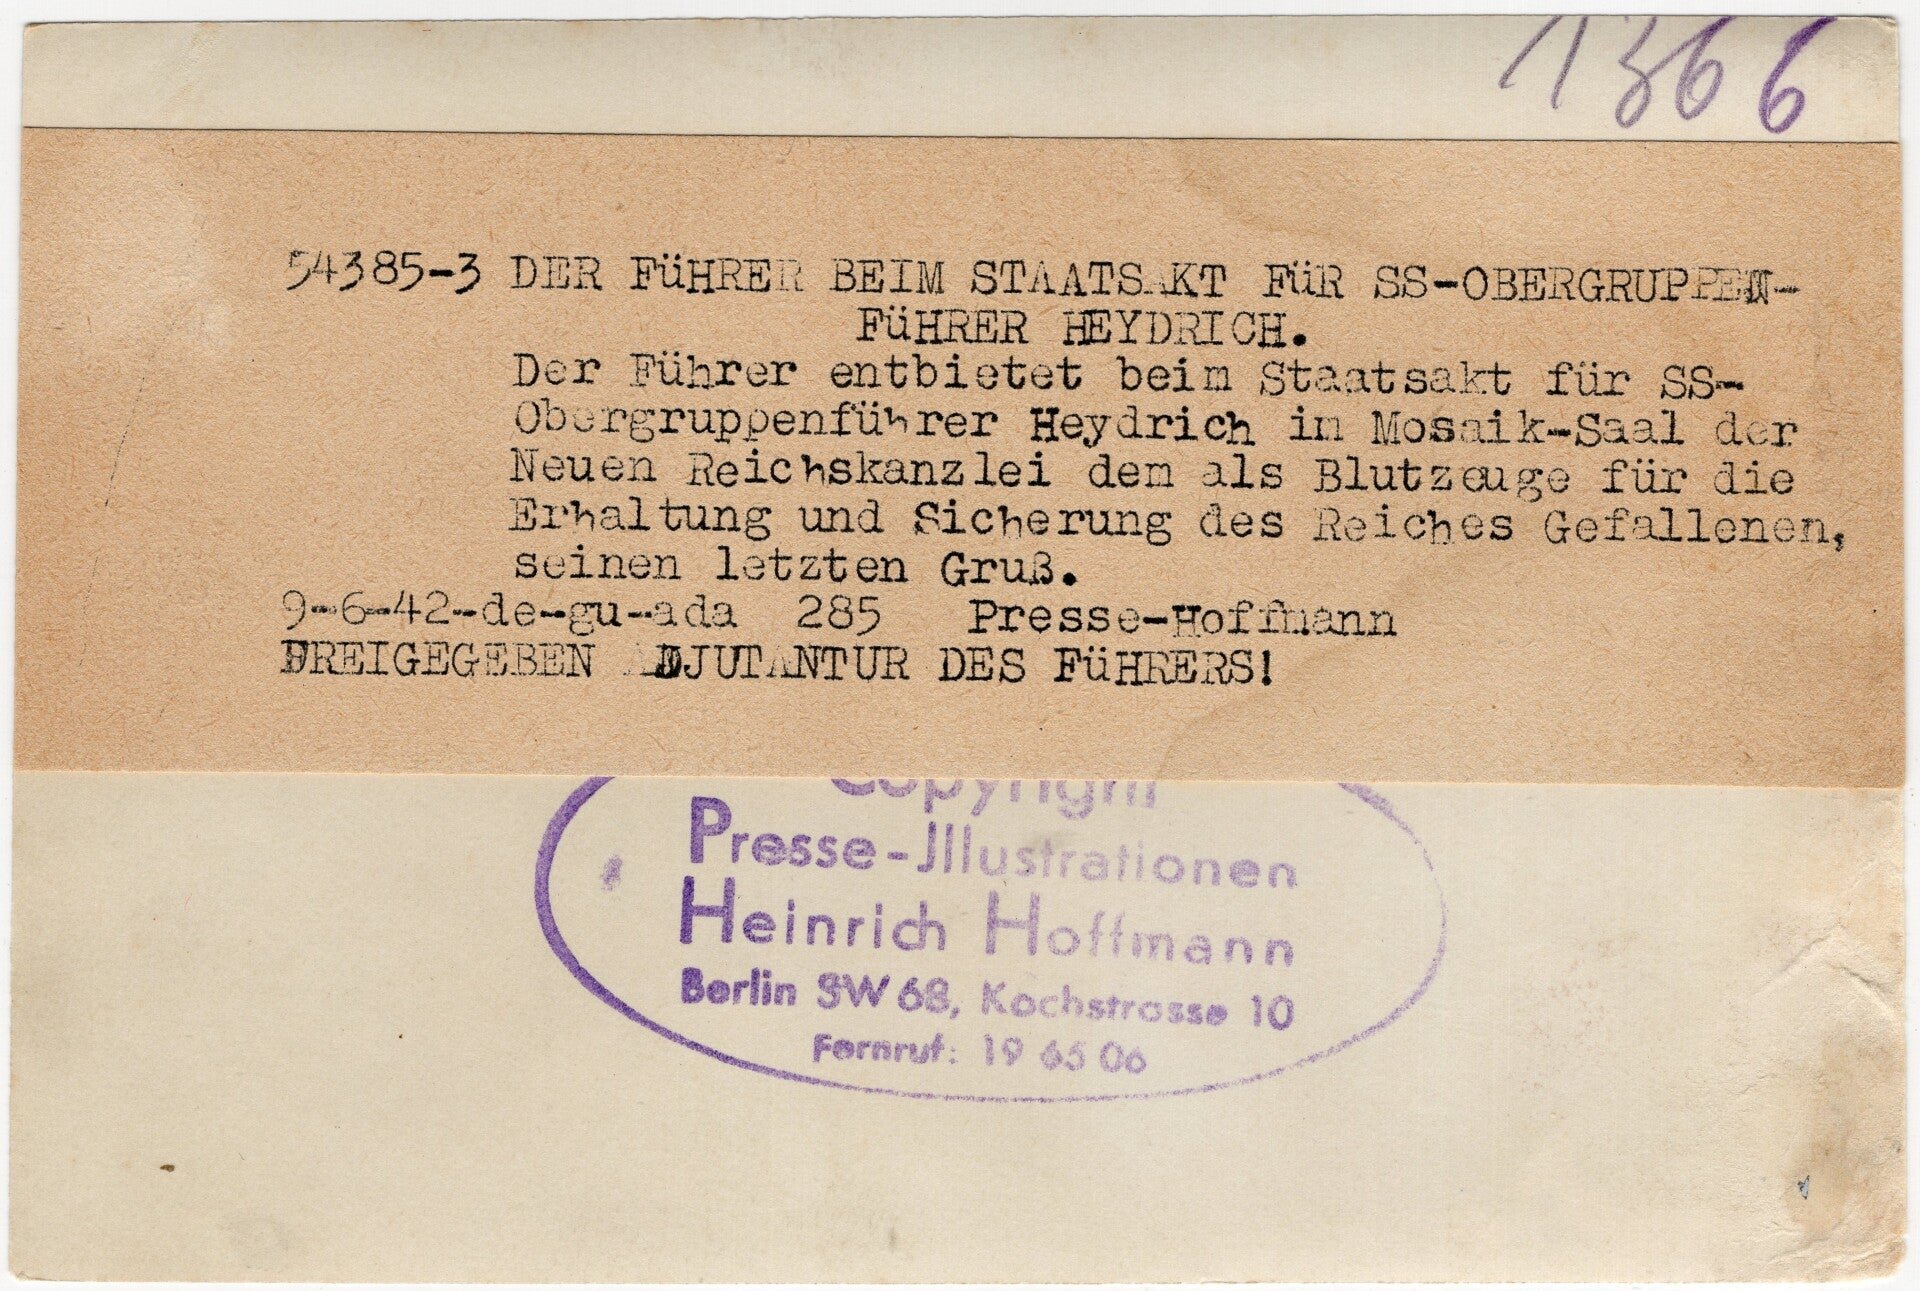 1366
54385-3 DER FüHRER BEIM STAATSAKT FüR SS-OBERGRUPPEN-
FüHRER HEYDRICH.
Der Führer entbietet beim Staatsakt für SS-
Obergruppenführer Heydrich im Mosaik-Saal der
Neuen Reichskanzlei dem als Blutzeuge für die
Erhaltung und Sicherung des Reiches Gefallenen,
seinen letzten Gruß.
9-6-42-de-gu-ada 285 Presse-Hoffmann
FREIGEGEBEN ADJUTANTUR DES FüHRERS!
Copyright
Presse-Jllustrationen
Heinrich Hoffmann
Berlin SW 68, Kochstrasse 10
Fernruf: 19 65 06